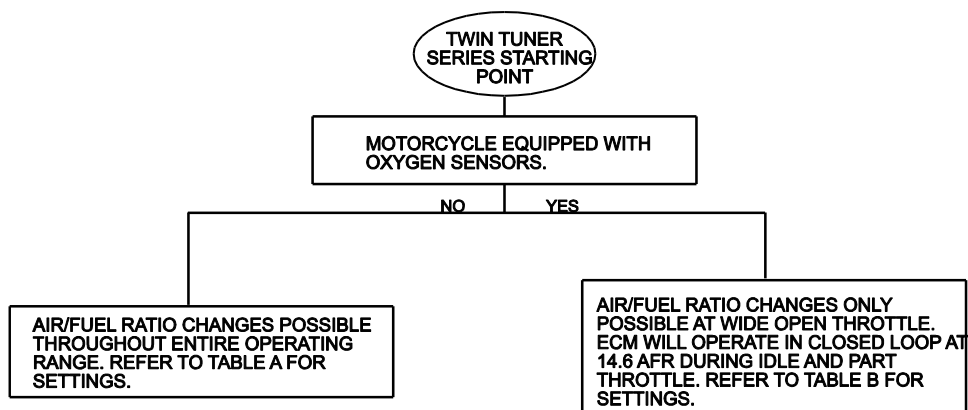 TWIN TUNER
SERIES STARTING
POINT
MOTORCYCLE EQUIPPED WITH
OXYGEN SENSORS.
NO
YES
AIR/FUEL RATIO CHANGES POSSIBLE
THROUGHOUT ENTIRE OPERATING
RANGE. REFER TO TABLE A FOR
SETTINGS.
AIR/FUEL RATIO CHANGES ONLY
POSSIBLE AT WIDE OPEN THROTTLE.
ECM WILL OPERATE IN CLOSED LOOP AT
14.6 AFR DURING IDLE AND PART
THROTTLE. REFER TO TABLE B FOR
SETTINGS.